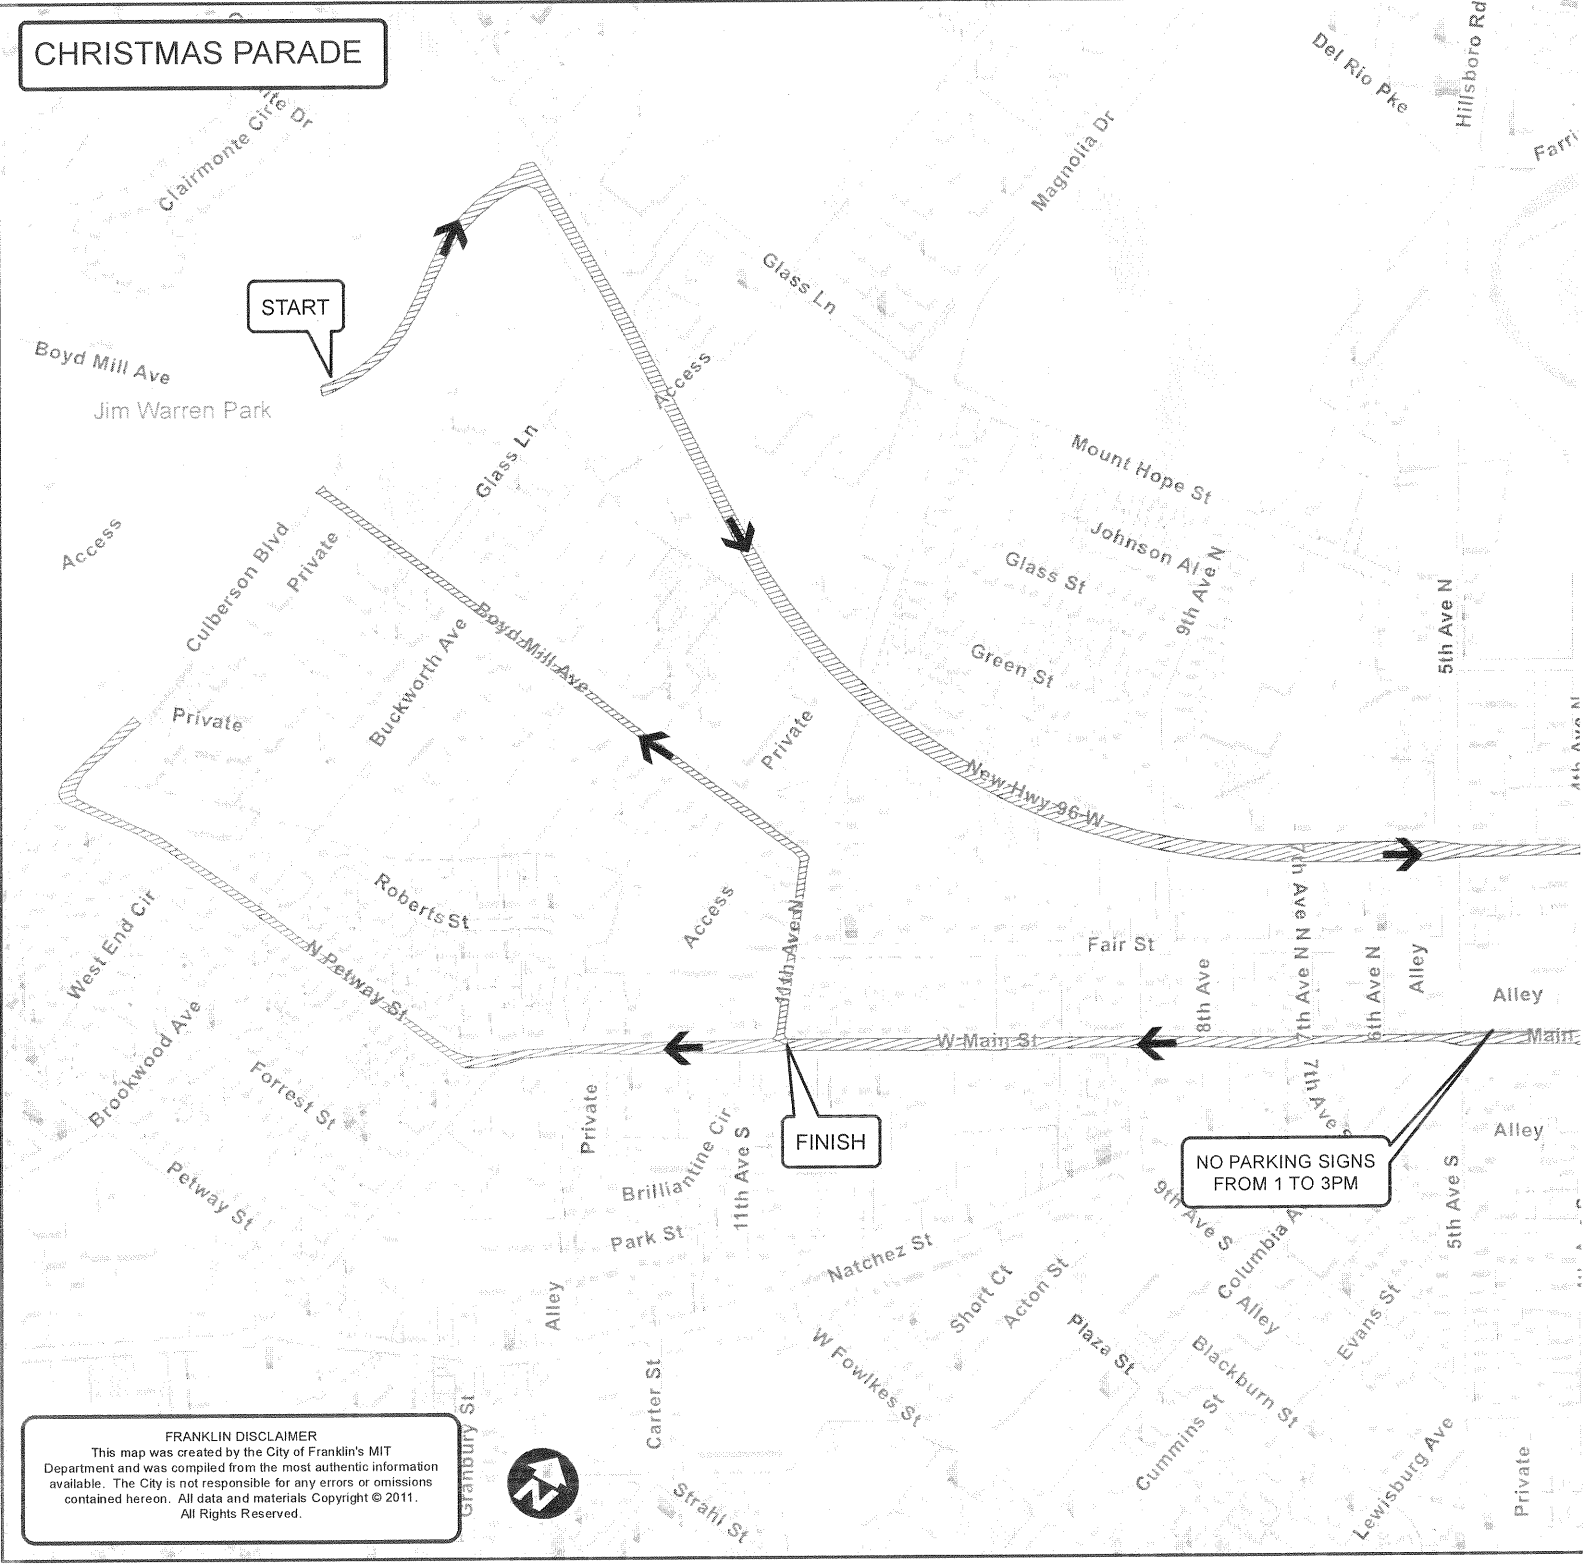 CHRISTMAS PARADE
Clairmonte Cir
Dr
Del Rio Pke
Hillsboro Rd
Magnolia Dr
Glass Ln
START
Boyd Mill Ave
Jim Warren Park
Access
Glass Ln
Mount Hope St
Johnson Al
Glass St
9th Ave N
Access
Culberson Blvd
Private
Buckworth Ave
Boyd Mill Ave
Green St
5th Ave N
Private
Private
New Hwy 96 W
4th Ave N
7th Ave N
Roberts St
Access
11th Ave N
Fair St
West End Cir
N Petway St
8th Ave
N
7th Ave N
6th Ave N
Alley
Alley
W Main St
Main
Brookwood Ave
Forrest St
Private
Brilliantine Cir
11th Ave S
FINISH
7th Ave S
Alley
NO PARKING SIGNS
FROM 1 TO 3PM
Petway St
Park St
Natchez St
9th Ave S
Columbia A
5th Ave S
Alley
Short Ct
Acton St
Alley
Evans St
W Fowlkes St
Plaza St
Blackburn St
Carter St
Cummins St
Granbury St
Lewisburg Ave
Private
Strahl St
N
FRANKLIN DISCLAIMER
This map was created by the City of Franklin's MIT
Department and was compiled from the most authentic information
available. The City is not responsible for any errors or omissions
contained hereon. All data and materials Copyright © 2011.
All Rights Reserved.